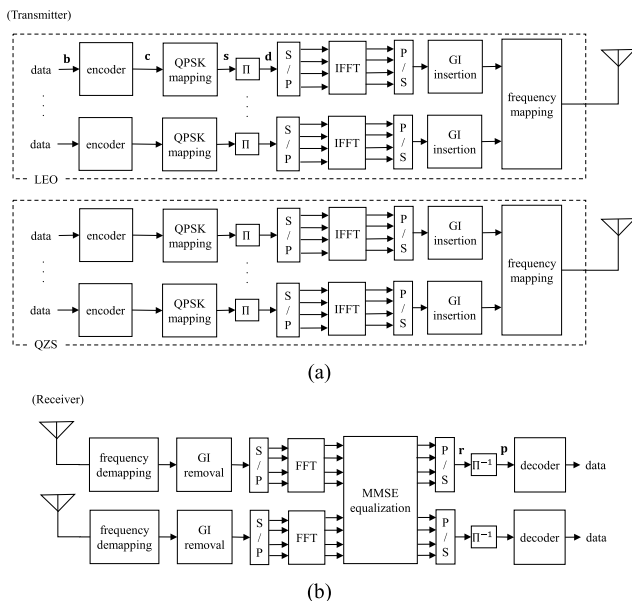 (Transmitter)
data b encoder c QPSK mapping s Π d S / P IFFT P / S GI insertion frequency mapping
data encoder QPSK mapping Π S / P IFFT P / S GI insertion
LEO
data encoder QPSK mapping Π S / P IFFT P / S GI insertion frequency mapping
data encoder QPSK mapping Π S / P IFFT P / S GI insertion
QZS
(a)
(Receiver)
frequency demapping GI removal S / P FFT MMSE equalization P / S r Π⁻¹ p decoder data
frequency demapping GI removal S / P FFT P / S Π⁻¹ decoder data
(b)